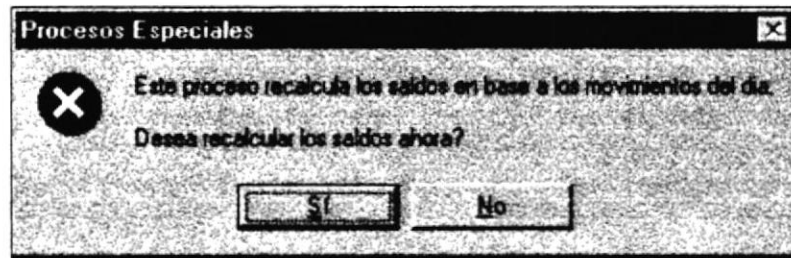 Procesos Especiales
Este proceso recalcula los saldos en base a los movimientos del dia.
Desea recalcular los saldos ahora?
Sí
No